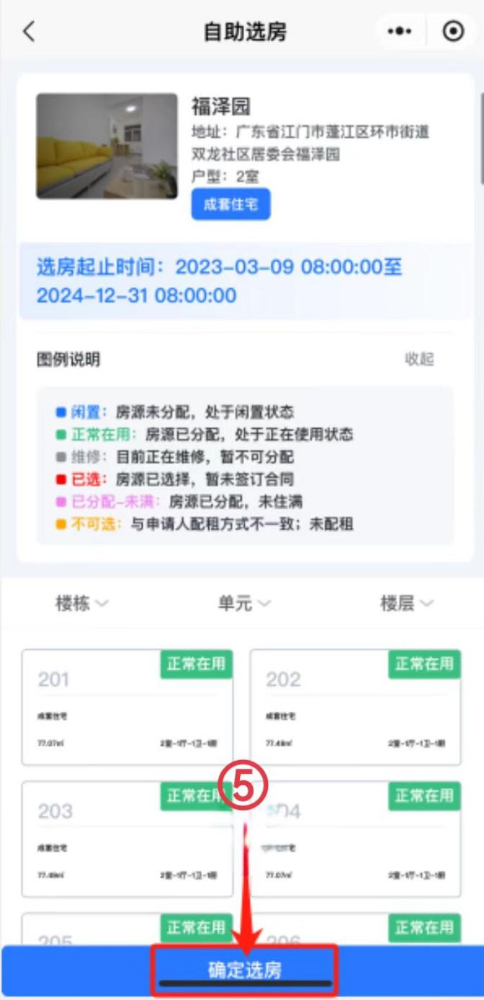 自助选房
福泽园
地址：广东省江门市蓬江区环市街道
双龙社区居委会福泽园
户型：2室
成套住宅
选房起止时间：2023-03-09 08:00:00至
2024-12-31 08:00:00
图例说明 收起
闲置：房源未分配，处于闲置状态
正常在用：房源已分配，处于正在使用状态
维修：目前正在维修，暂不可分配
已选：房源已选择，暂未签订合同
已分配-未满：房源已分配，未住满
不可选：与申请人配租方式不一致；未配租
楼栋 单元 楼层
正常在用 正常在用
201 202
成套住宅 成套住宅
77.07㎡ 2室-1厅-1卫-1厨 77.48㎡ 2室-1厅-1卫-1厨
⑤
正常在用 正常在用
203 04
成套住宅
2室-1厅-1卫-1厨 77.07㎡ 2室-1厅-1卫-1厨
正常在用 正常在用
205 206
确定选房